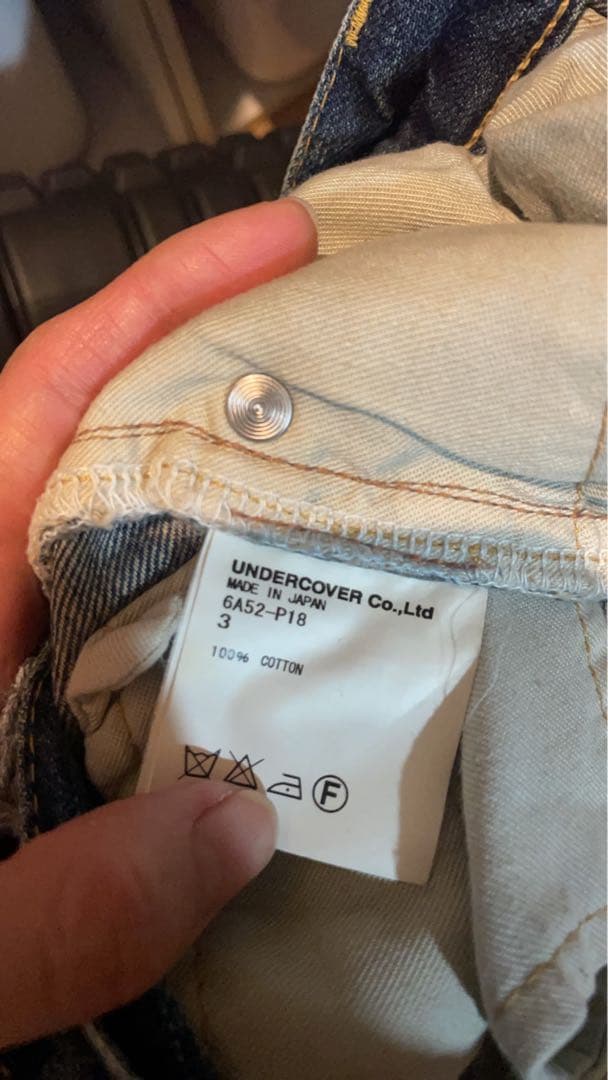 UNDERCOVER Co.,Ltd
MADE IN JAPAN
6A52-P18
3
100% COTTON
F